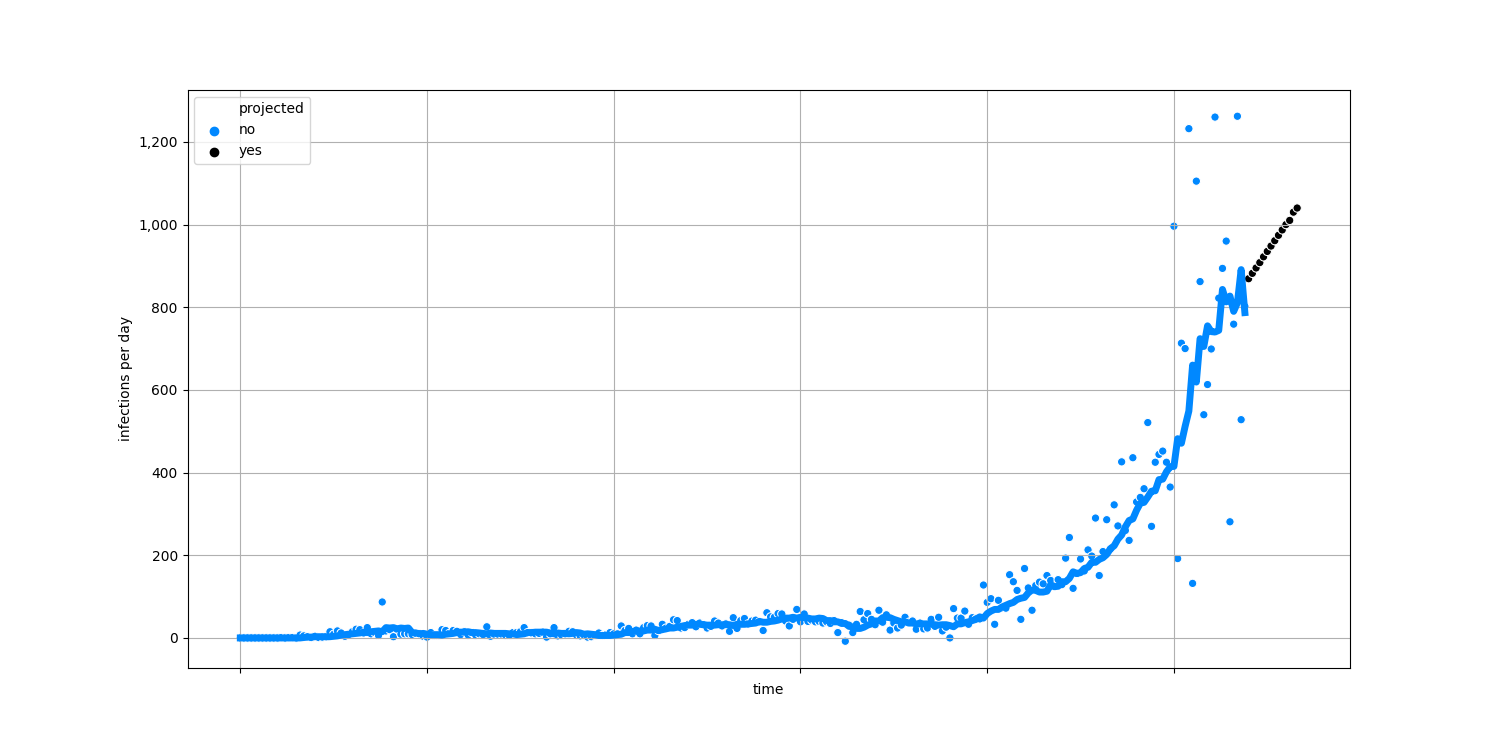 projected
no
yes
1,200
1,000
800
600
400
200
0
infections per day
time